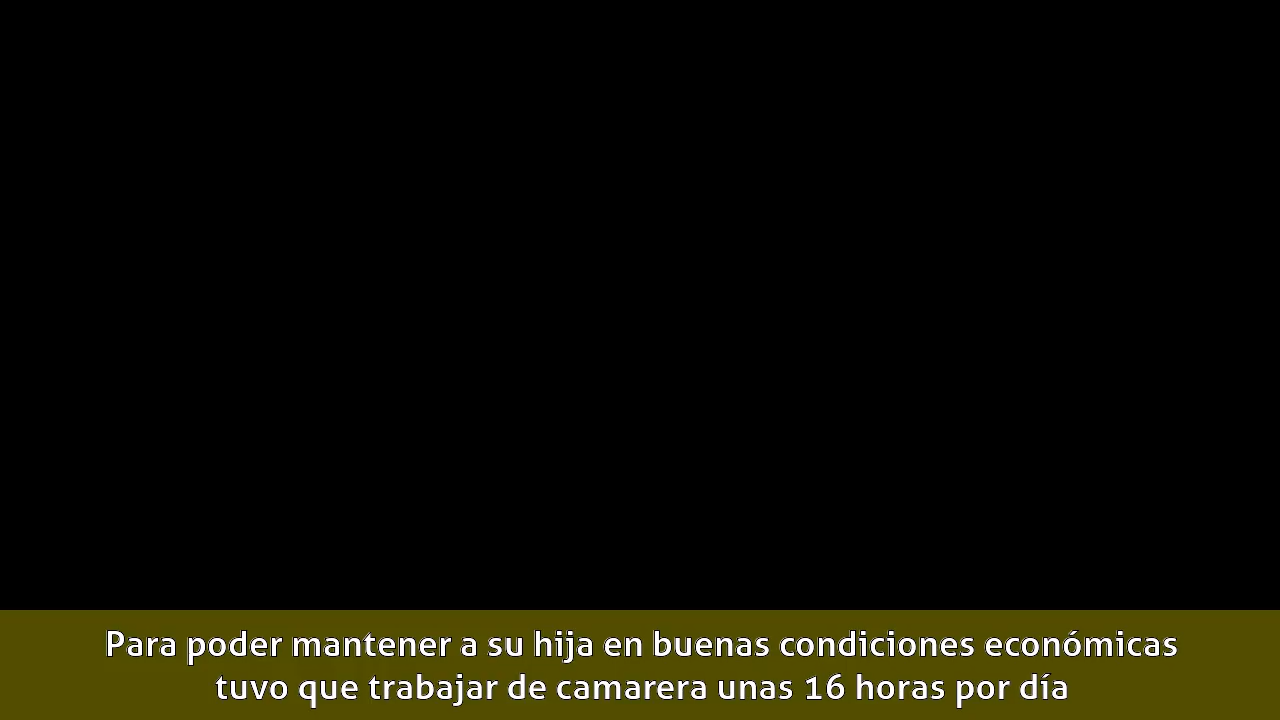 Para poder mantener a su hija en buenas condiciones económicas
tuvo que trabajar de camarera unas 16 horas por día